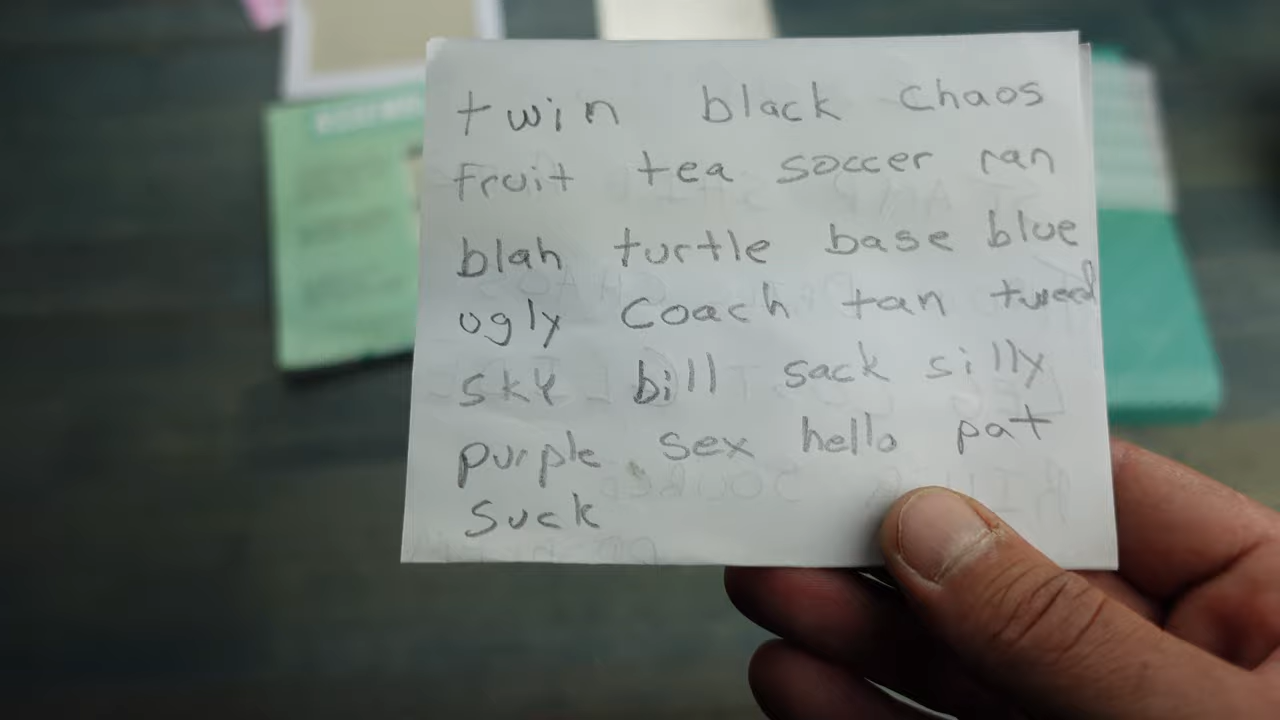 twin black chaos
fruit tea soccer ran
blah turtle base blue
ugly coach tan tweed
sky bill sack silly
purple sex hello pat
suck